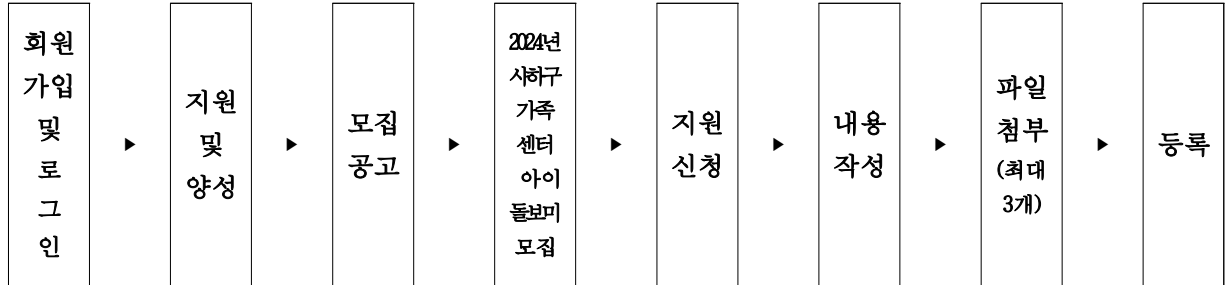 회원
가입
및
로
그
인
▶
지원
및
양성
▶
모집
공고
▶
2024년
사하구
가족
센터
아이
돌보미
모집
▶
지원
신청
▶
내용
작성
▶
파일
첨부
(최대
3개)
▶
등록